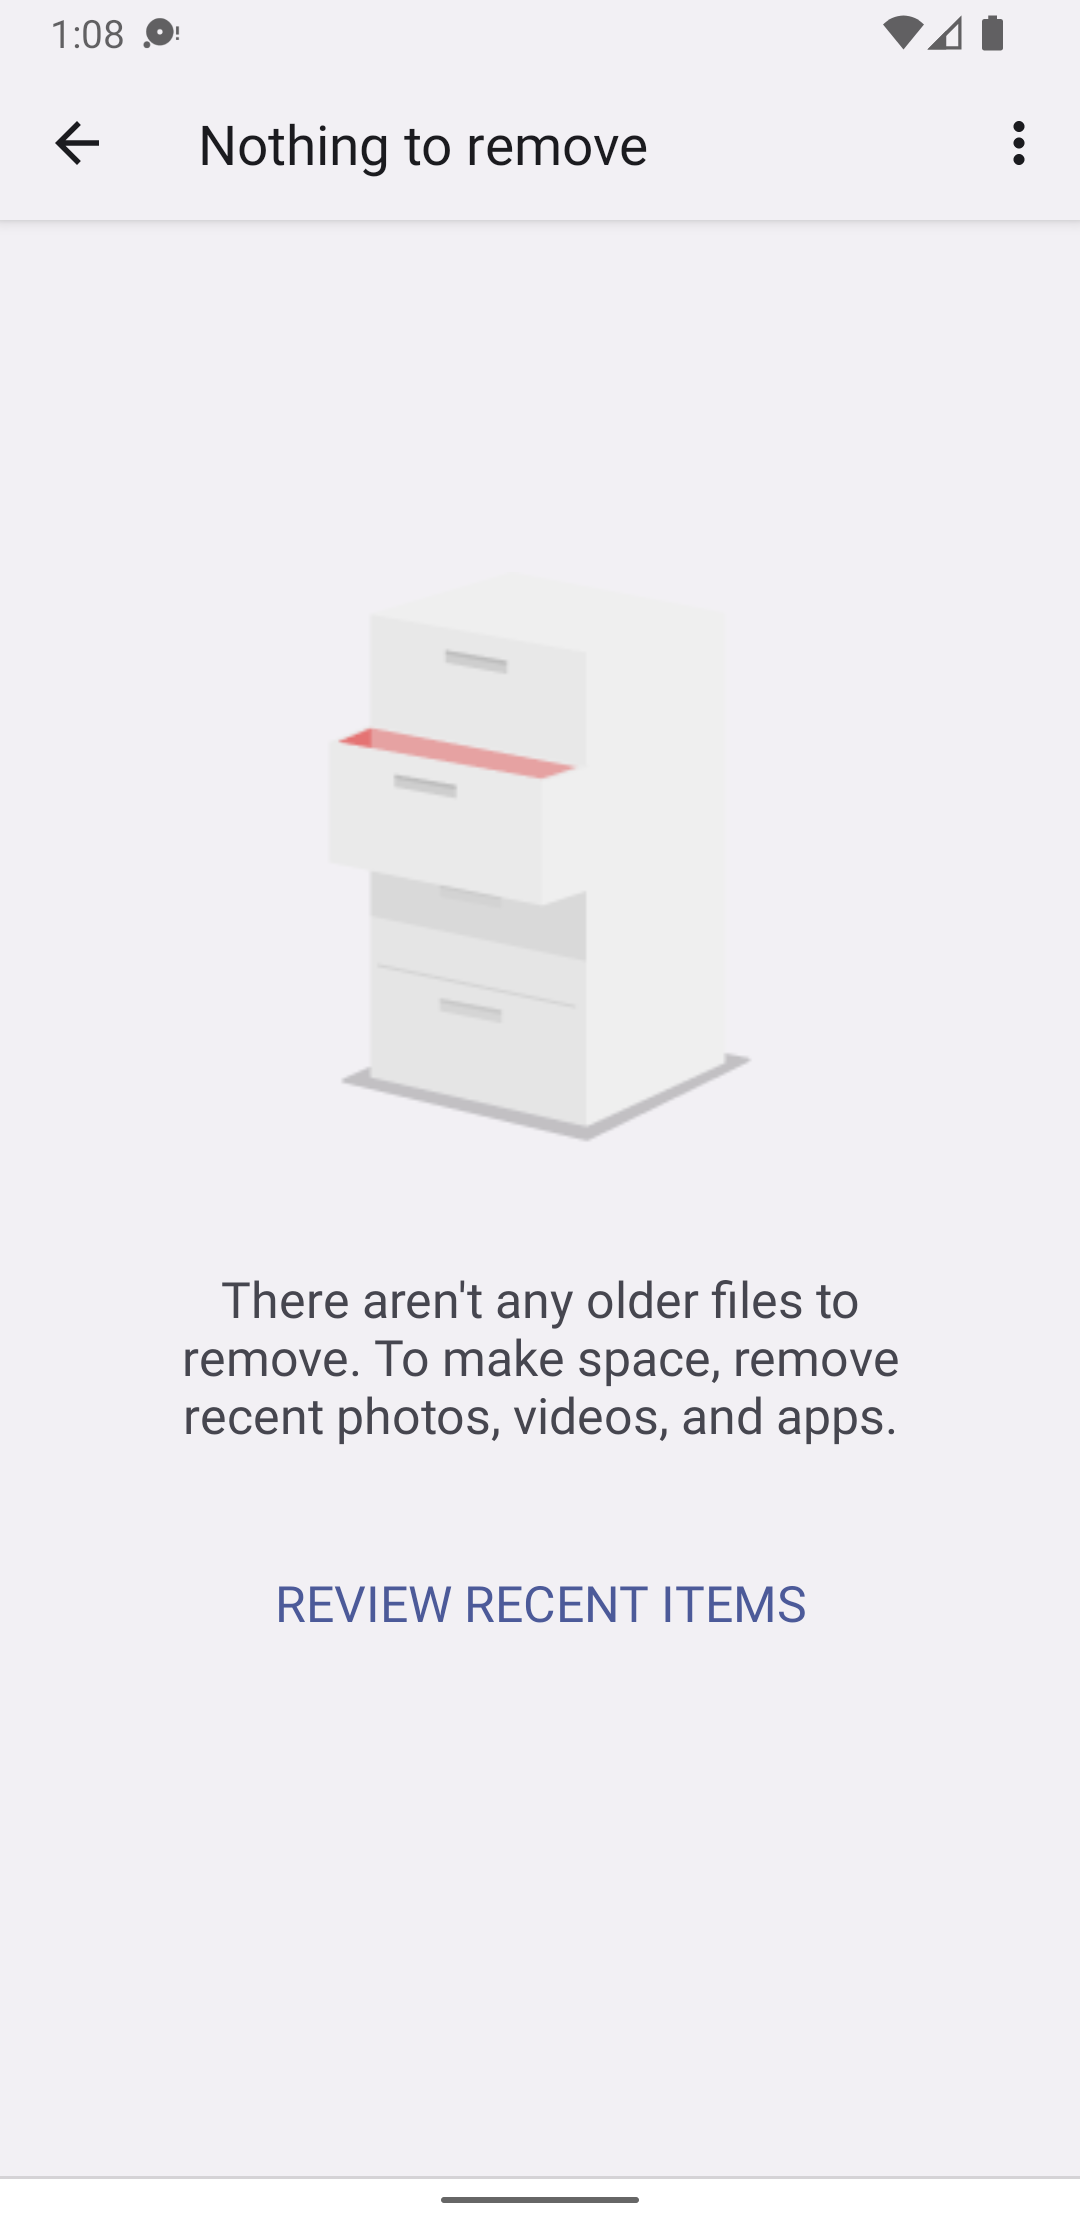 1:08
Nothing to remove
There aren't any older files to
remove. To make space, remove
recent photos, videos, and apps.
REVIEW RECENT ITEMS